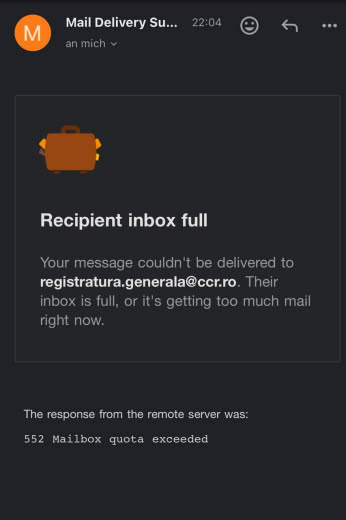 M
Mail Delivery Su... 22:04
an mich
Recipient inbox full
Your message couldn't be delivered to
registratura.generala@ccr.ro. Their
inbox is full, or it's getting too much mail
right now.
The response from the remote server was:
552 Mailbox quota exceeded